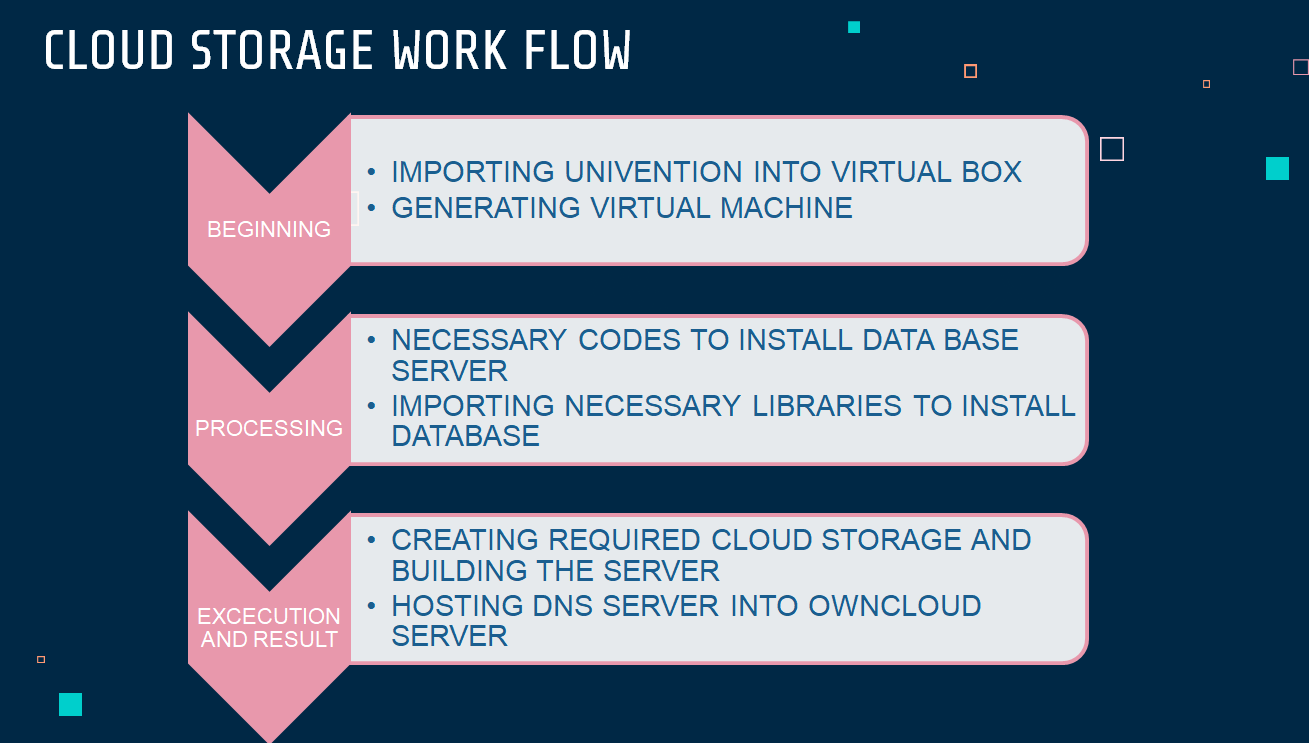 CLOUD STORAGE WORK FLOW
BEGINNING
• IMPORTING UNIVENTION INTO VIRTUAL BOX
• GENERATING VIRTUAL MACHINE
PROCESSING
• NECESSARY CODES TO INSTALL DATA BASE
SERVER
• IMPORTING NECESSARY LIBRARIES TO INSTALL
DATABASE
EXCECUTION
AND RESULT
• CREATING REQUIRED CLOUD STORAGE AND
BUILDING THE SERVER
• HOSTING DNS SERVER INTO OWNCLOUD
SERVER